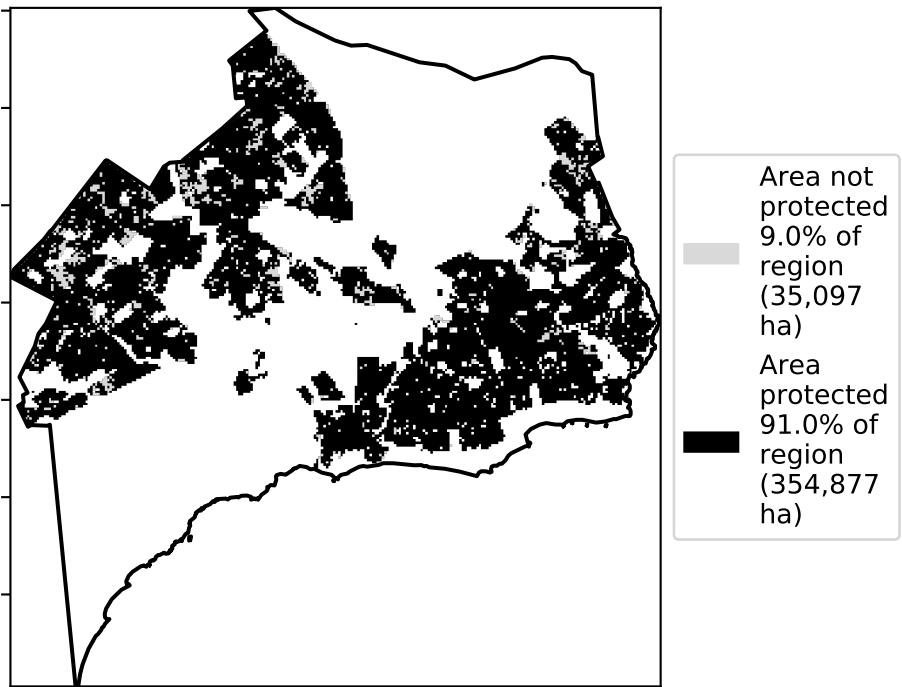 Area not
protected
9.0% of
region
(35,097
ha)
Area
protected
91.0% of
region
(354,877
ha)